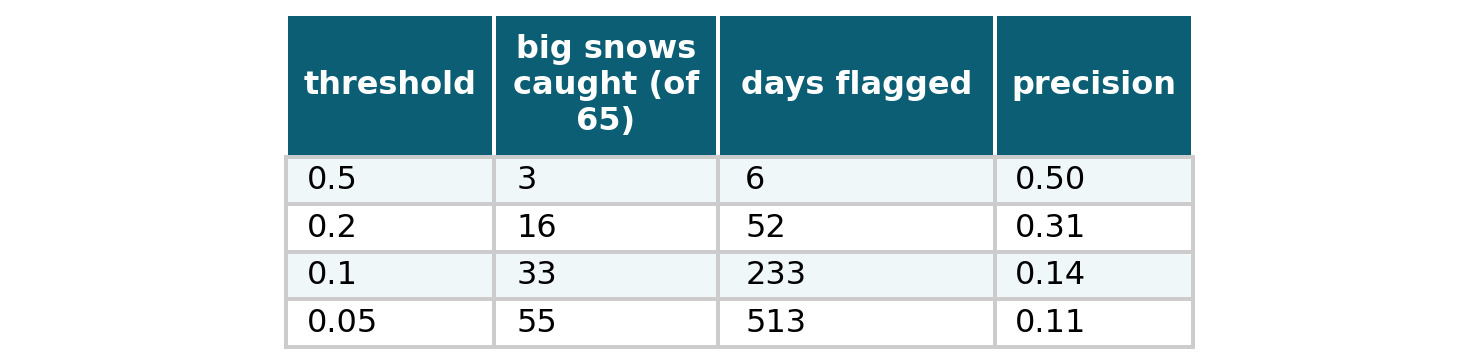 threshold
big snows
caught (of
65)
days flagged
precision
0.5 3 6 0.50
0.2 16 52 0.31
0.1 33 233 0.14
0.05 55 513 0.11